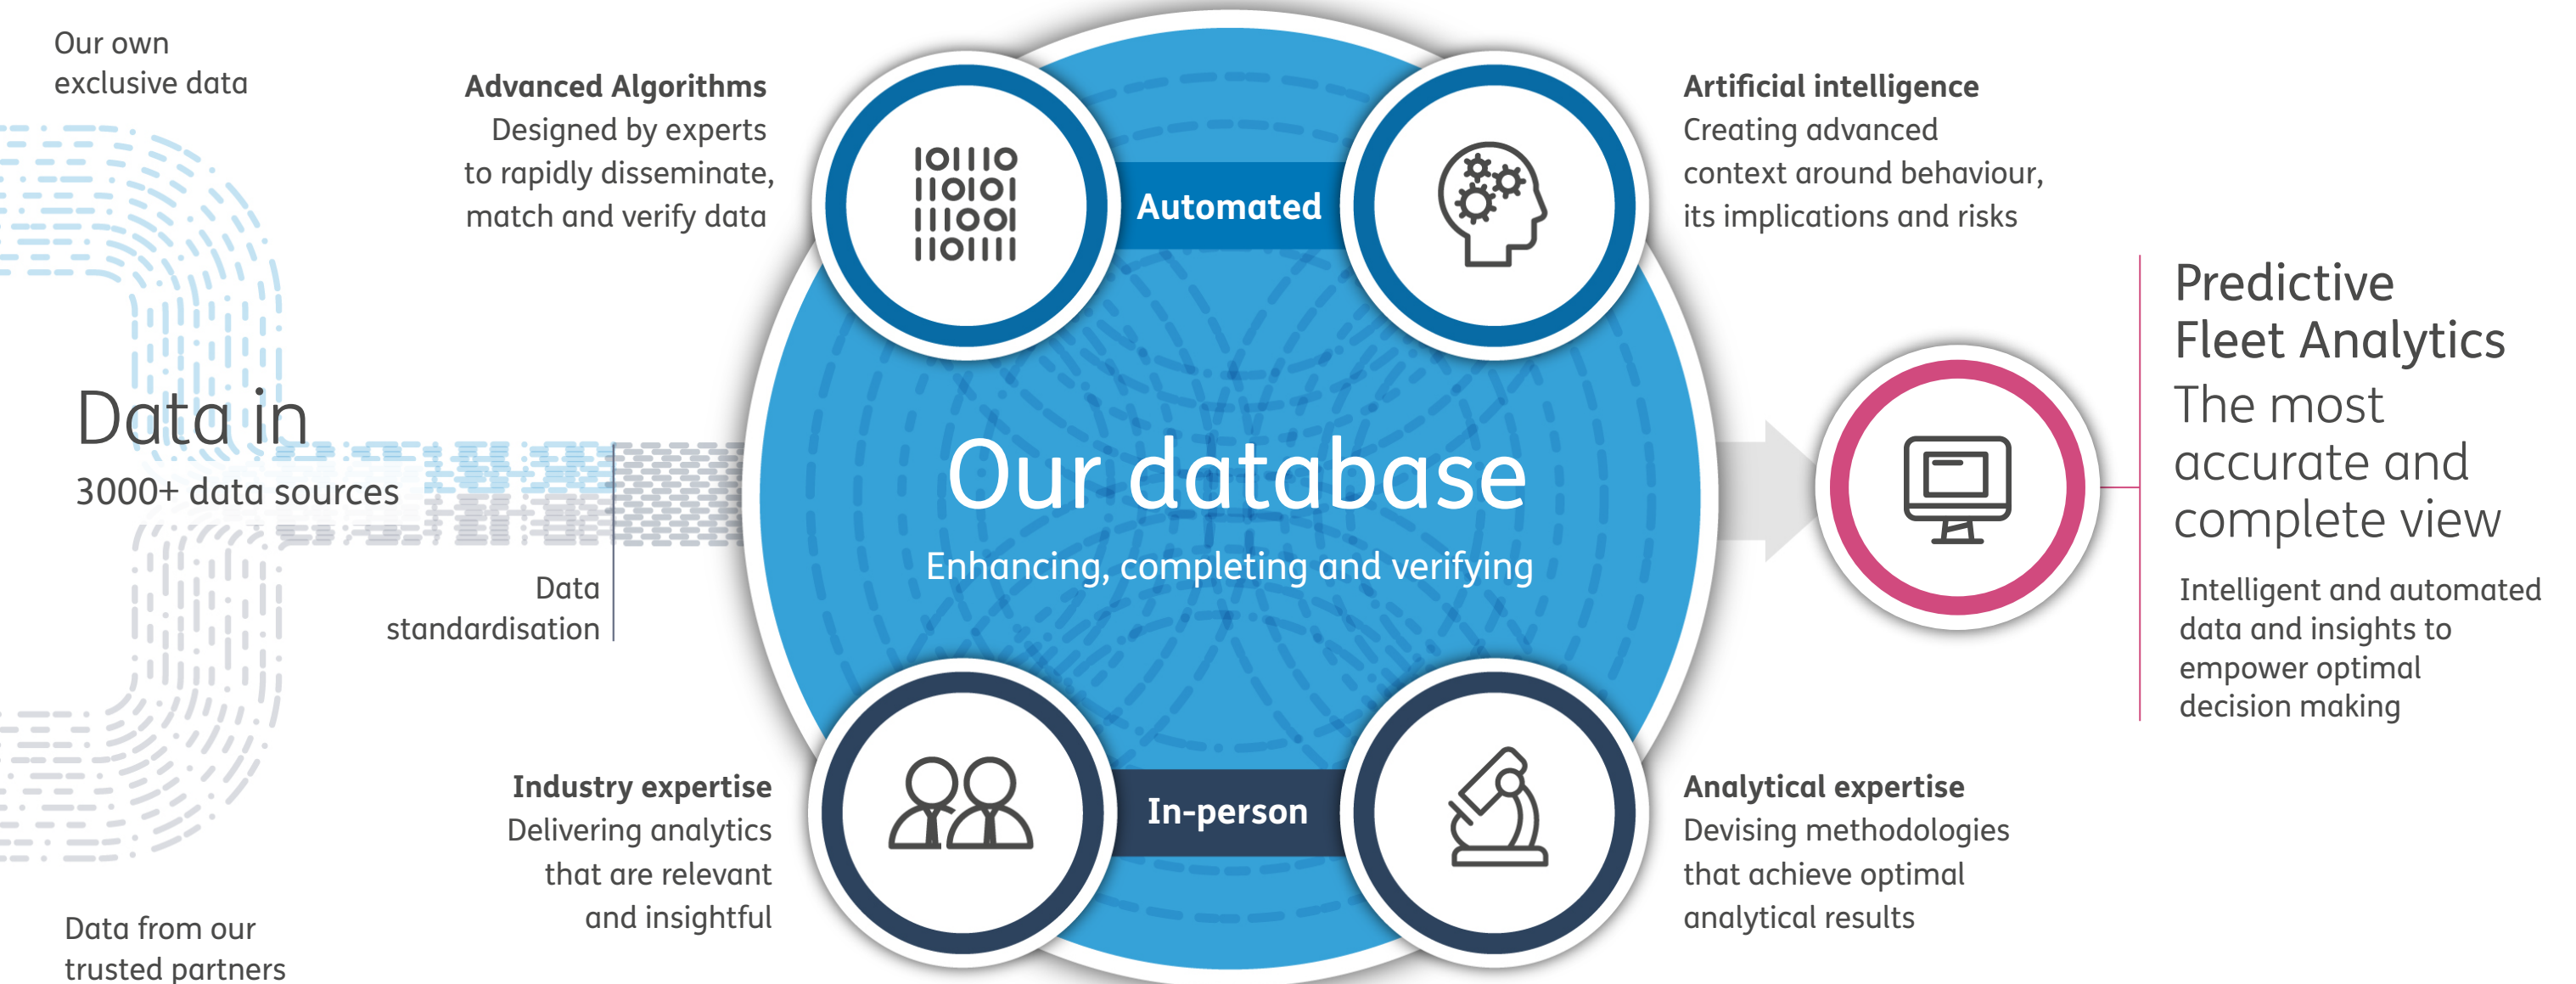 Our own
exclusive data
Data in
3000+ data sources
Data from our
trusted partners
Data
standardisation
Advanced Algorithms
Designed by experts
to rapidly disseminate,
match and verify data
101110
110101
111001
110111
Automated
Artificial intelligence
Creating advanced
context around behaviour,
its implications and risks
Our database
Enhancing, completing and verifying
Industry expertise
Delivering analytics
that are relevant
and insightful
In-person
Analytical expertise
Devising methodologies
that achieve optimal
analytical results
Predictive
Fleet Analytics
The most
accurate and
complete view
Intelligent and automated
data and insights to
empower optimal
decision making